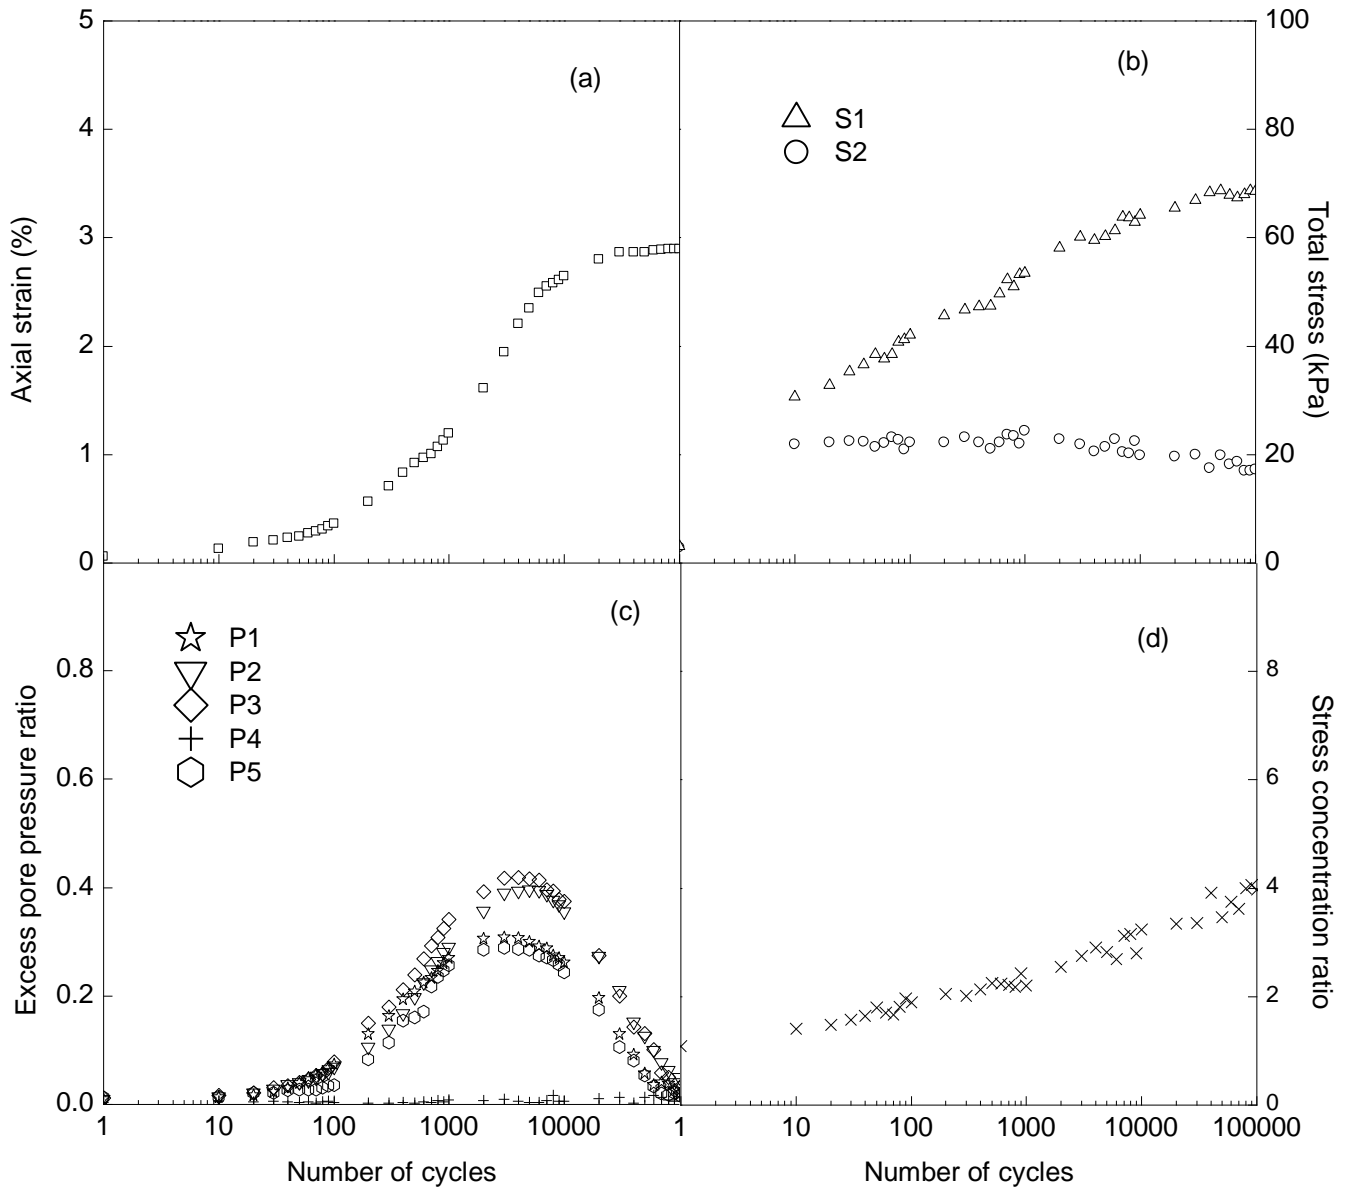 5
4
3
2
1
0
Axial strain (%)
(a)
(b)
S1
S2
100
80
60
40
20
0
Total stress (kPa)
(c)
P1
P2
P3
P4
P5
0.8
0.6
0.4
0.2
0.0
Excess pore pressure ratio
1 10 100 1000 10000
Number of cycles
(d)
8
6
4
2
0
Stress concentration ratio
1 10 100 1000 10000 100000
Number of cycles